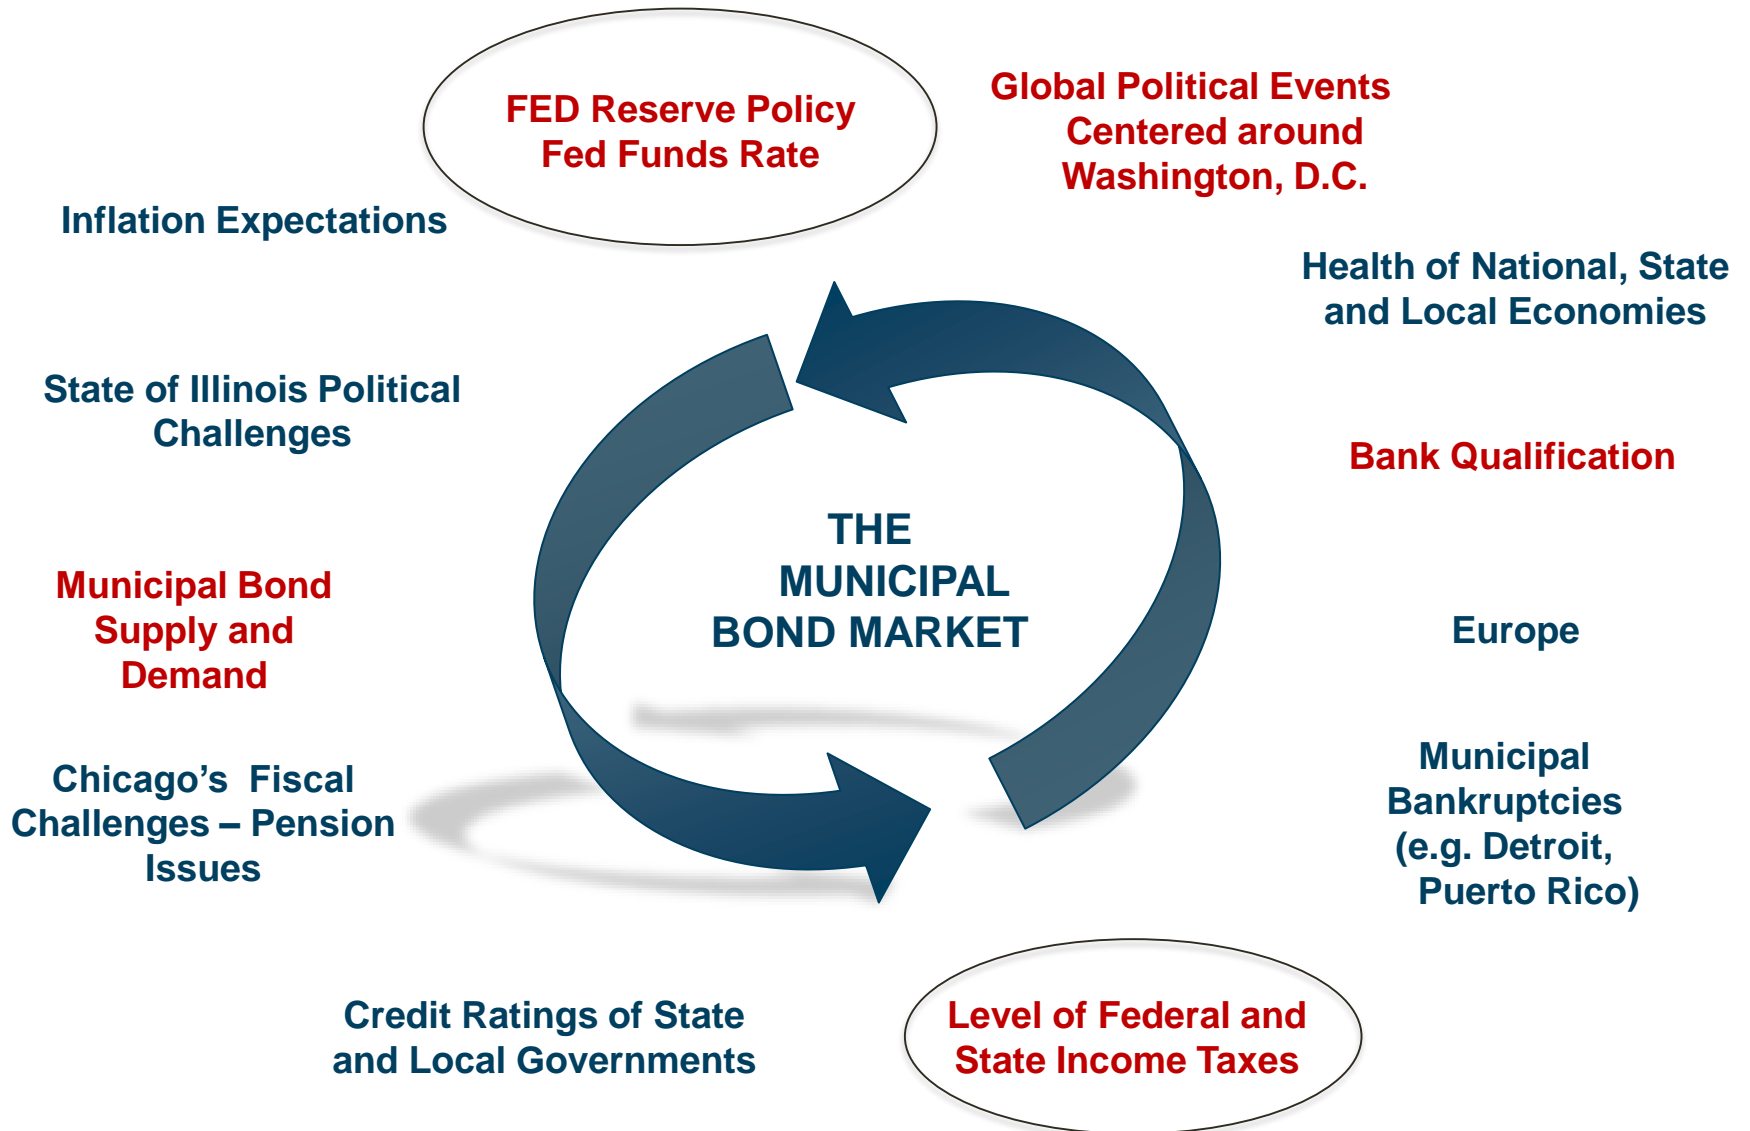 FED Reserve Policy
Fed Funds Rate
Global Political Events
Centered around
Washington, D.C.
Inflation Expectations
Health of National, State
and Local Economies
State of Illinois Political
Challenges
Bank Qualification
THE
MUNICIPAL
BOND MARKET
Municipal Bond
Supply and
Demand
Europe
Chicago’s  Fiscal
Challenges – Pension
Issues
Municipal
Bankruptcies
(e.g. Detroit,
Puerto Rico)
Credit Ratings of State
and Local Governments
Level of Federal and
State Income Taxes